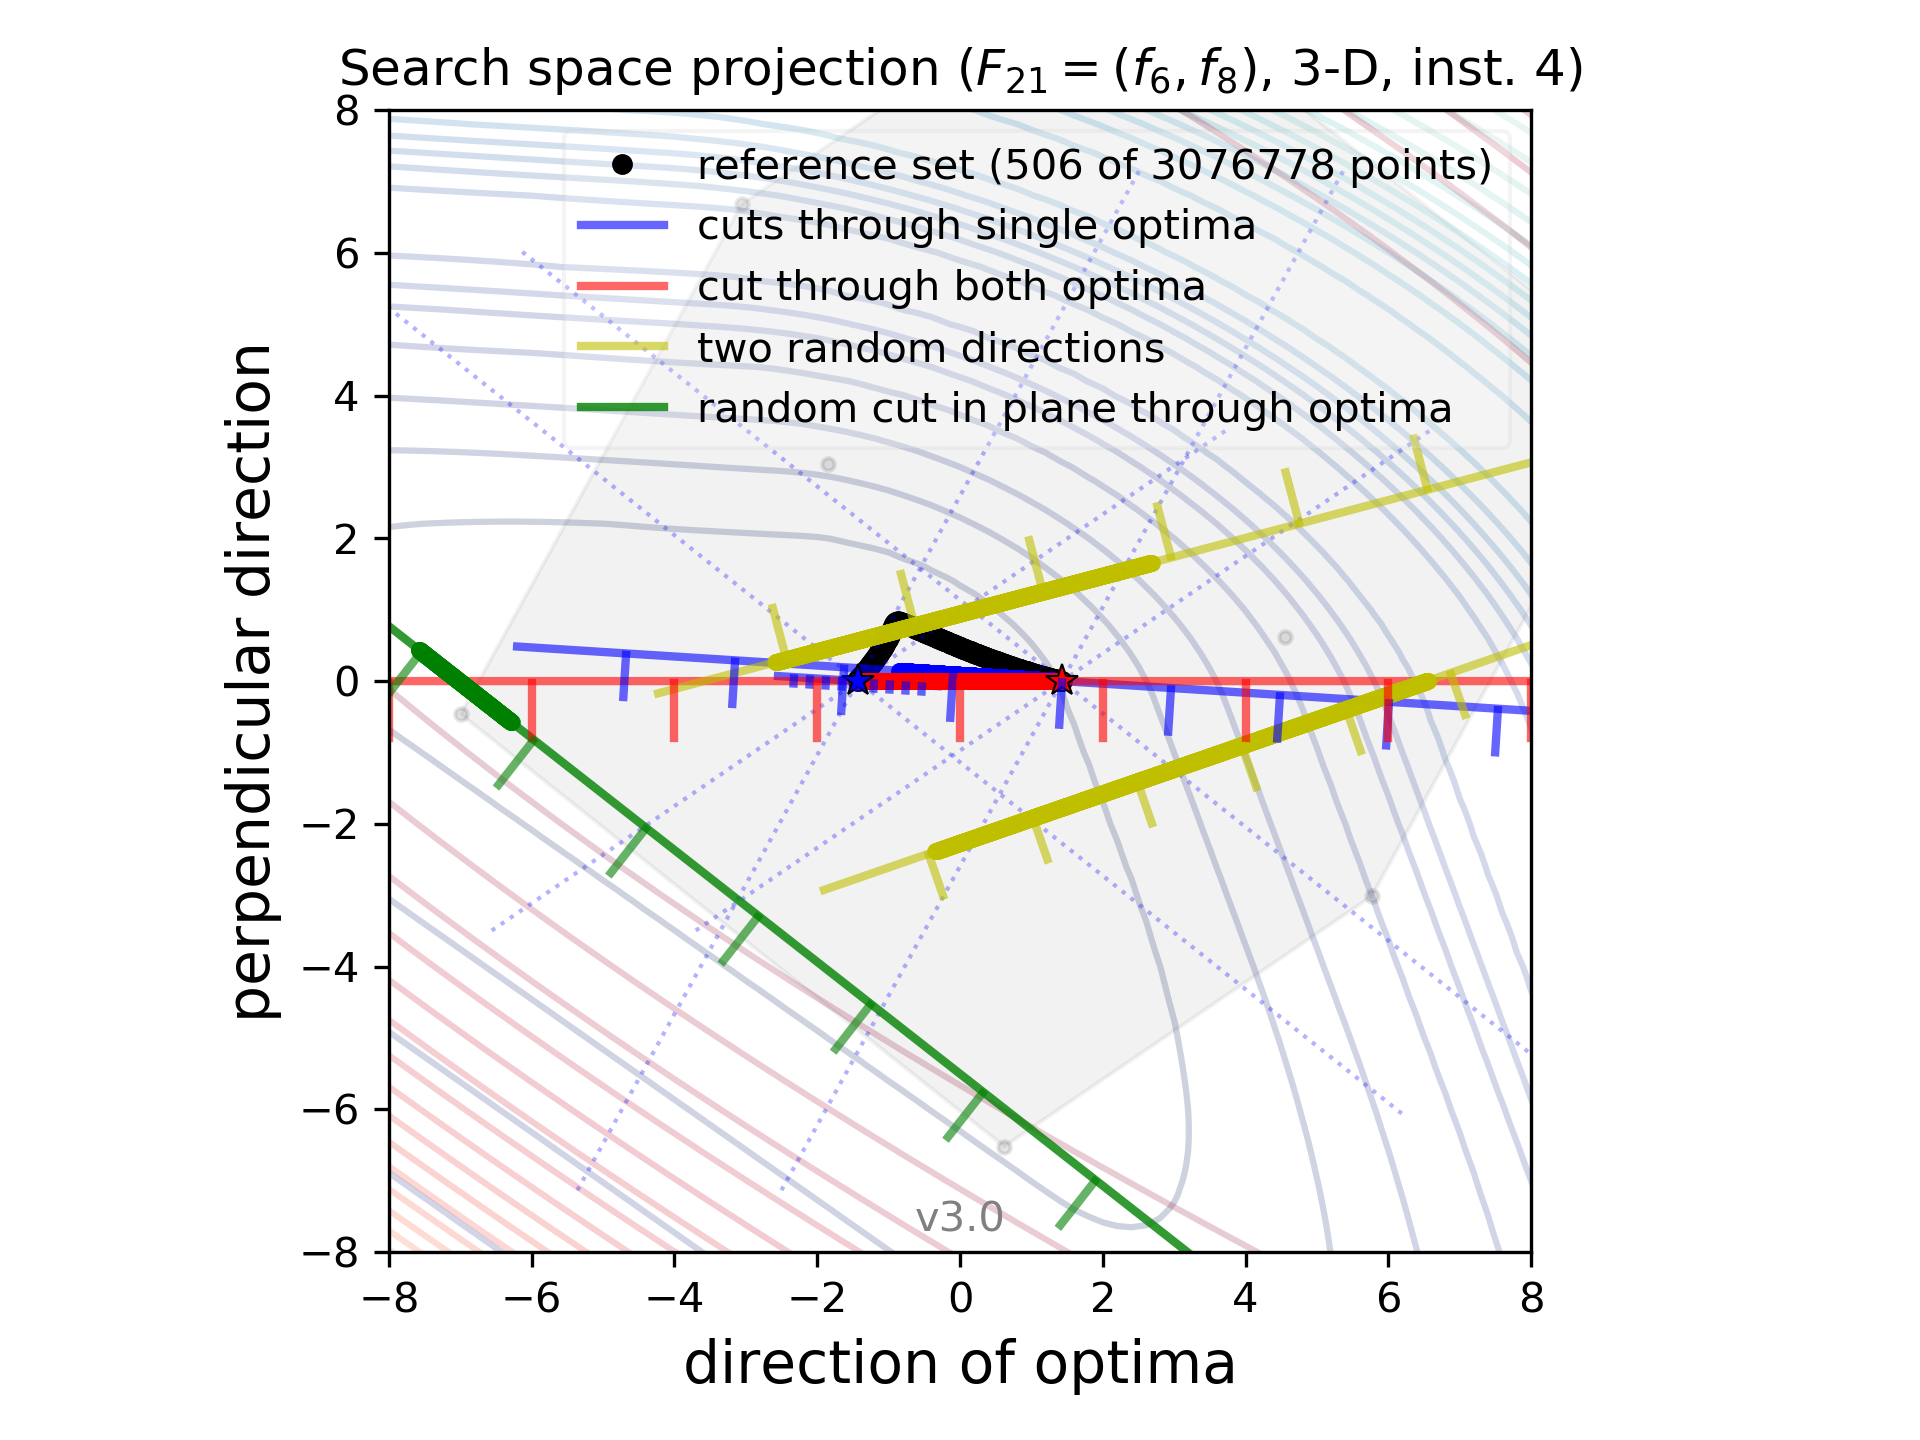 Search space projection (F₂₁ = (f₆, f₈), 3-D, inst. 4)
reference set (506 of 3076778 points)
cuts through single optima
cut through both optima
two random directions
random cut in plane through optima
perpendicular direction
8
6
4
2
0
−2
−4
−6
−8
v3.0
−8 −6 −4 −2 0 2 4 6 8
direction of optima